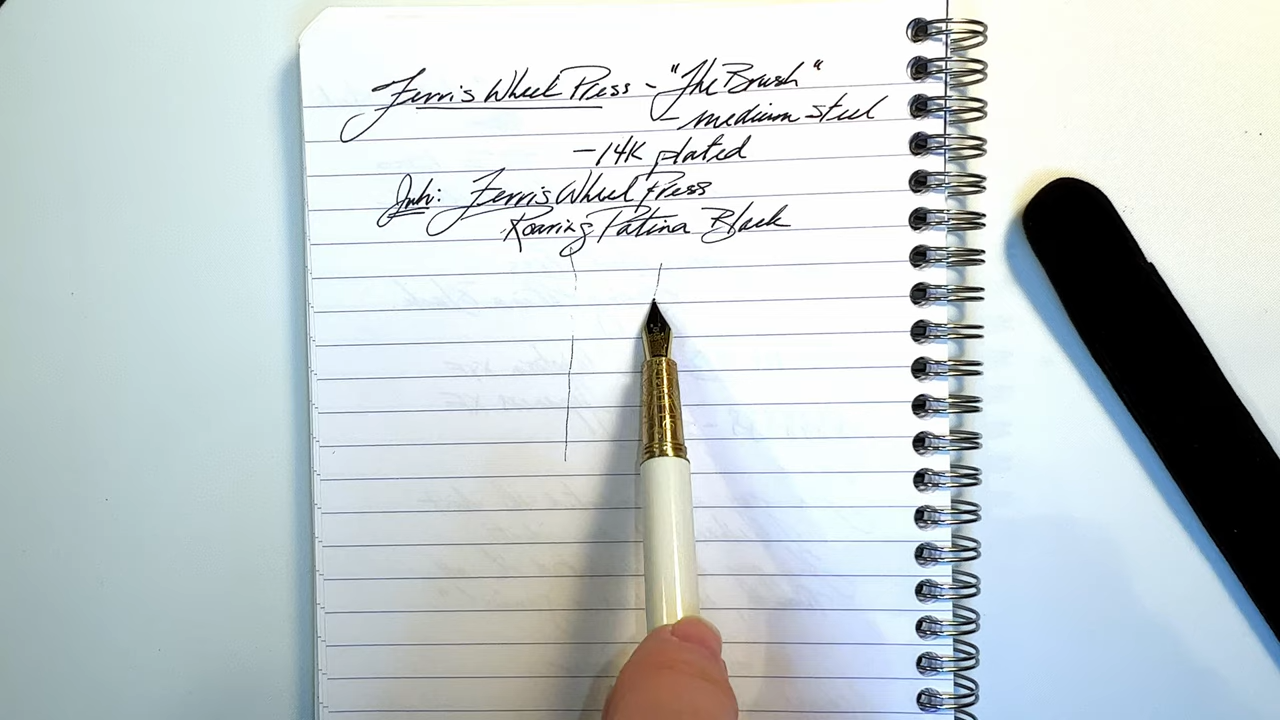 Ferris Wheel Press - "The Brush"
- medium steel
- 14K plated
Ink: Ferris Wheel Press
Roaring Patina Black